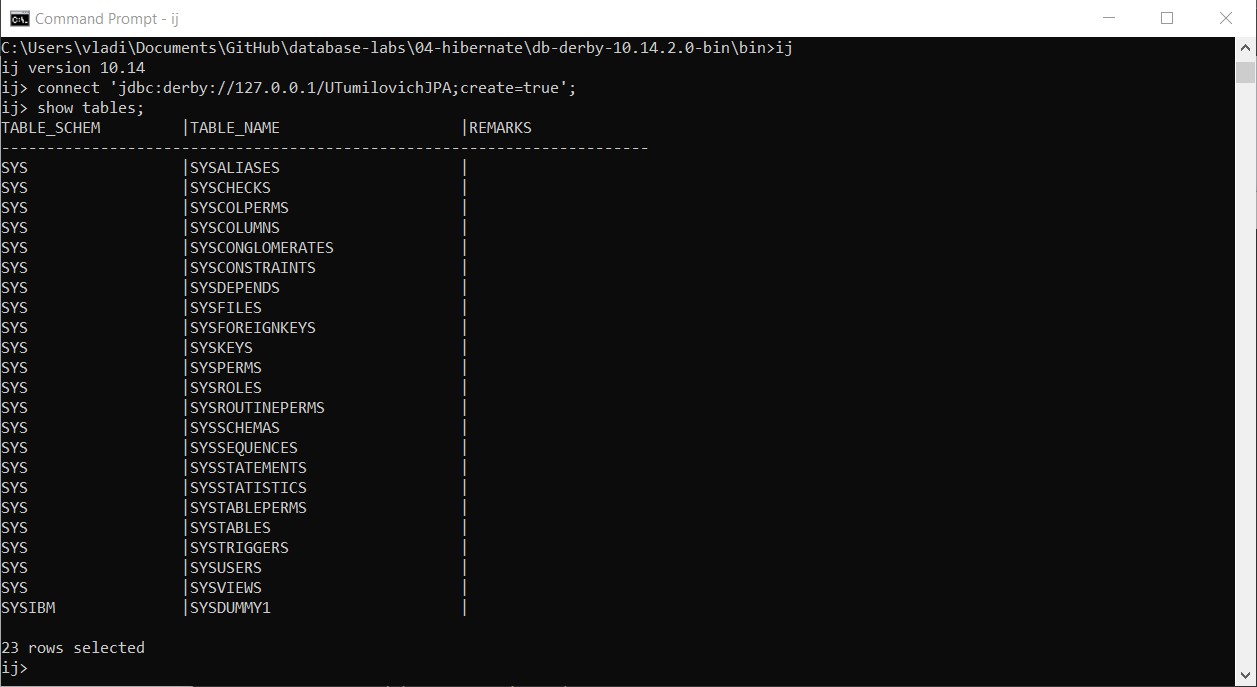 Command Prompt - ij
C:\Users\vladi\Documents\GitHub\database-labs\04-hibernate\db-derby-10.14.2.0-bin\bin>ij
ij version 10.14
ij> connect 'jdbc:derby://127.0.0.1/UTumilovichJPA;create=true';
ij> show tables;
TABLE_SCHEM         |TABLE_NAME                    |REMARKS
------------------------------------------------------------------------
SYS                 |SYSALIASES                    |
SYS                 |SYSCHECKS                     |
SYS                 |SYSCOLPERMS                   |
SYS                 |SYSCOLUMNS                    |
SYS                 |SYSCONGLOMERATES              |
SYS                 |SYSCONSTRAINTS                |
SYS                 |SYSDEPENDS                    |
SYS                 |SYSFILES                      |
SYS                 |SYSFOREIGNKEYS                |
SYS                 |SYSKEYS                       |
SYS                 |SYSPERMS                      |
SYS                 |SYSROLES                      |
SYS                 |SYSROUTINEPERMS               |
SYS                 |SYSSCHEMAS                    |
SYS                 |SYSSEQUENCES                  |
SYS                 |SYSSTATEMENTS                 |
SYS                 |SYSSTATISTICS                 |
SYS                 |SYSTABLEPERMS                 |
SYS                 |SYSTABLES                     |
SYS                 |SYSTRIGGERS                   |
SYS                 |SYSUSERS                      |
SYS                 |SYSVIEWS                      |
SYSIBM              |SYSDUMMY1                     |
23 rows selected
ij>